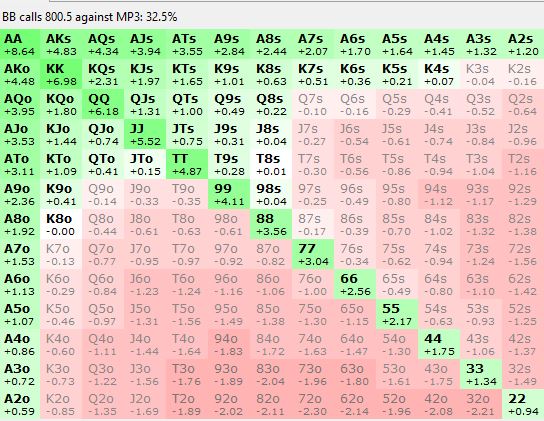 BB calls 800.5 against MP3: 32.5%
AA AKs AQs AJs ATs A9s A8s A7s A6s A5s A4s A3s A2s
+8.64 +4.83 +4.34 +3.94 +3.55 +2.84 +2.44 +2.07 +1.70 +1.64 +1.45 +1.32 +1.20
AKo KK KQs KJs KTs K9s K8s K7s K6s K5s K4s K3s K2s
+4.48 +6.98 +2.31 +1.97 +1.65 +1.01 +0.63 +0.51 +0.36 +0.21 +0.07 -0.04 -0.16
AQo KQo QQ QJs QTs Q9s Q8s Q7s Q6s Q5s Q4s Q3s Q2s
+3.95 +1.80 +6.18 +1.31 +1.00 +0.49 +0.22 -0.10 -0.16 -0.29 -0.41 -0.52 -0.64
AJo KJo QJo JJ JTs J9s J8s J7s J6s J5s J4s J3s J2s
+3.53 +1.44 +0.74 +5.52 +0.75 +0.31 +0.04 -0.27 -0.54 -0.61 -0.74 -0.84 -0.96
ATo KTo QTo JTo TT T9s T8s T7s T6s T5s T4s T3s T2s
+3.11 +1.09 +0.41 +0.15 +4.87 +0.28 +0.01 -0.30 -0.56 -0.86 -0.94 -1.04 -1.16
A9o K9o Q9o J9o T9o 99 98s 97s 96s 95s 94s 93s 92s
+2.36 +0.41 -0.14 -0.33 -0.35 +4.11 +0.04 -0.25 -0.49 -0.80 -1.12 -1.17 -1.29
A8o K8o Q8o J8o T8o 98o 88 87s 86s 85s 84s 83s 82s
+1.92 -0.00 -0.44 -0.61 -0.63 -0.61 +3.56 -0.17 -0.39 -0.70 -1.02 -1.32 -1.38
A7o K7o Q7o J7o T7o 97o 87o 77 76s 75s 74s 73s 72s
+1.53 -0.13 -0.77 -0.95 -0.97 -0.92 -0.82 +3.04 -0.34 -0.62 -0.94 -1.24 -1.56
A6o K6o Q6o J6o T6o 96o 86o 76o 66 65s 64s 63s 62s
+1.13 -0.29 -0.84 -1.23 -1.24 -1.16 -1.06 -1.00 +2.56 -0.49 -0.80 -1.10 -1.42
A5o K5o Q5o J5o T5o 95o 85o 75o 65o 55 54s 53s 52s
+1.07 -0.46 -0.97 -1.31 -1.56 -1.49 -1.38 -1.30 -1.15 +2.17 -0.63 -0.93 -1.25
A4o K4o Q4o J4o T4o 94o 84o 74o 64o 54o 44 43s 42s
+0.86 -0.60 -1.11 -1.44 -1.64 -1.83 -1.72 -1.63 -1.47 -1.30 +1.75 -1.06 -1.37
A3o K3o Q3o J3o T3o 93o 83o 73o 63o 53o 43o 33 32s
+0.72 -0.73 -1.22 -1.56 -1.76 -1.89 -2.04 -1.96 -1.80 -1.61 -1.75 +1.34 -1.49
A2o K2o Q2o J2o T2o 92o 82o 72o 62o 52o 42o 32o 22
+0.59 -0.85 -1.35 -1.69 -1.89 -2.02 -2.11 -2.30 -2.14 -1.96 -2.08 -2.21 +0.94